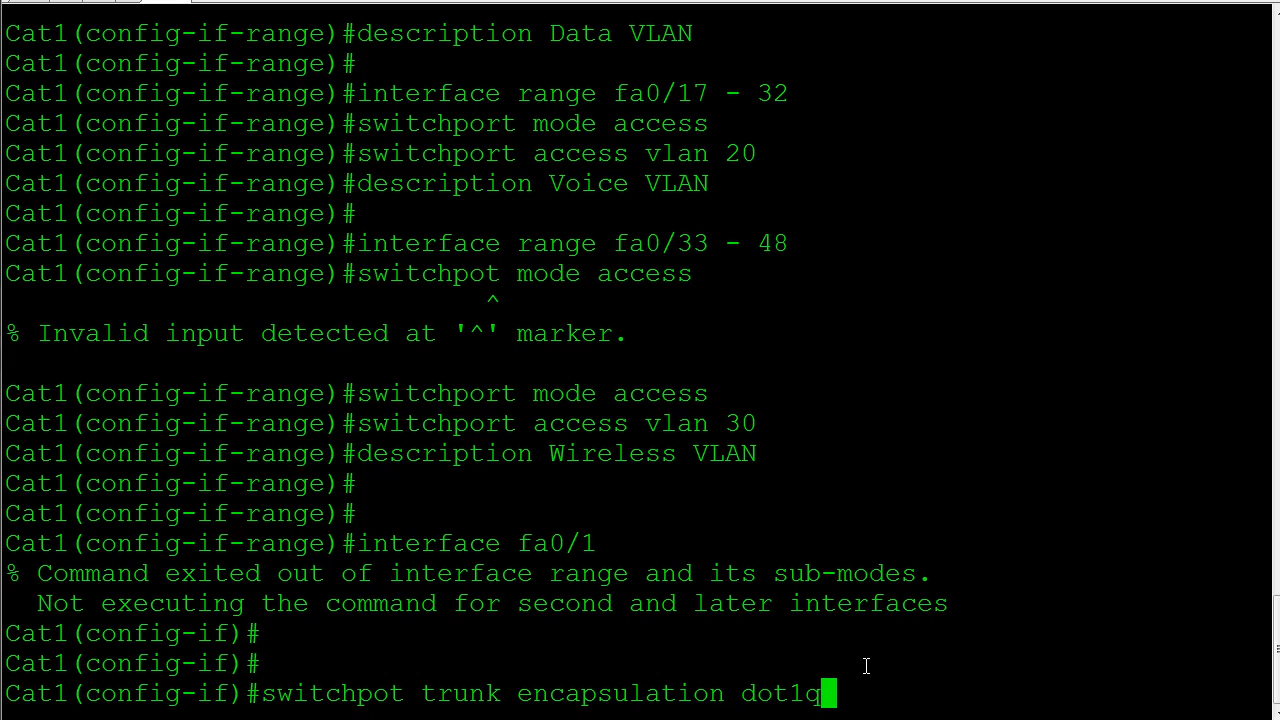 Cat1(config-if-range)#description Data VLAN
Cat1(config-if-range)#
Cat1(config-if-range)#interface range fa0/17 - 32
Cat1(config-if-range)#switchport mode access
Cat1(config-if-range)#switchport access vlan 20
Cat1(config-if-range)#description Voice VLAN
Cat1(config-if-range)#
Cat1(config-if-range)#interface range fa0/33 - 48
Cat1(config-if-range)#switchpot mode access
^
% Invalid input detected at '^' marker.
Cat1(config-if-range)#switchport mode access
Cat1(config-if-range)#switchport access vlan 30
Cat1(config-if-range)#description Wireless VLAN
Cat1(config-if-range)#
Cat1(config-if-range)#
Cat1(config-if-range)#interface fa0/1
% Command exited out of interface range and its sub-modes.
Not executing the command for second and later interfaces
Cat1(config-if)#
Cat1(config-if)#
Cat1(config-if)#switchpot trunk encapsulation dot1q